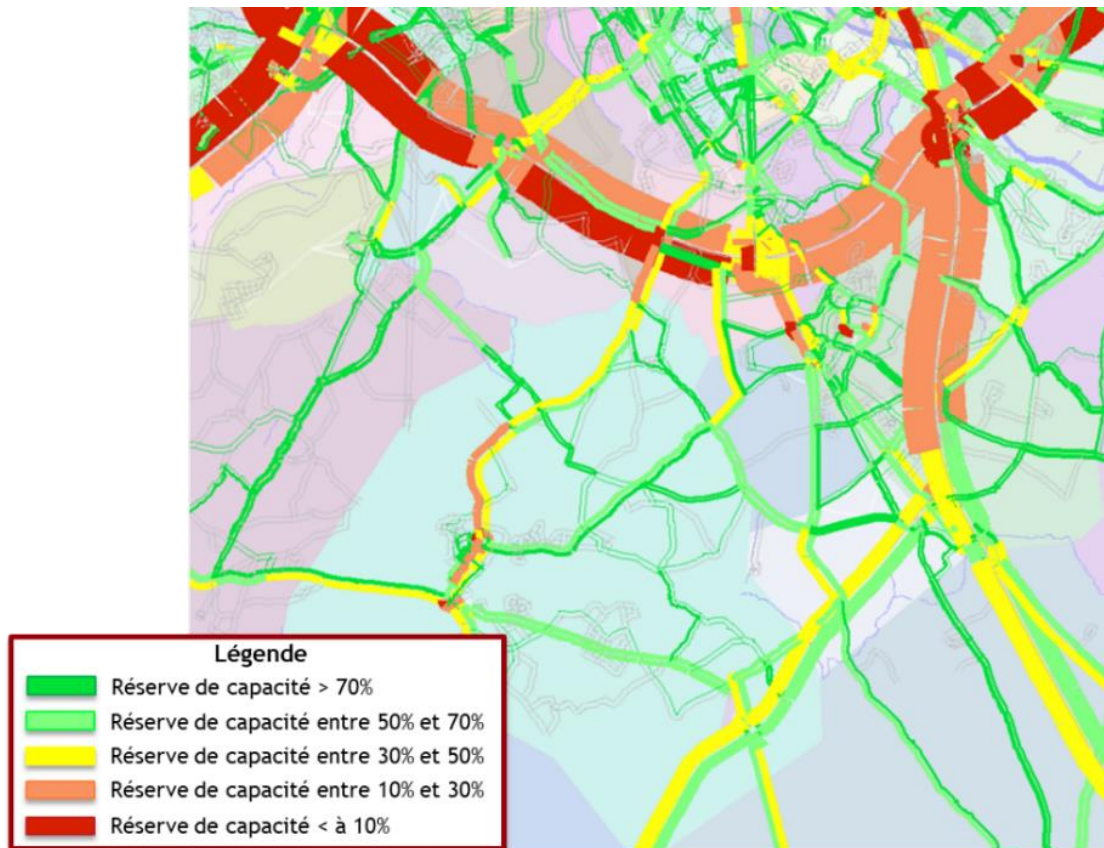 Légende
Réserve de capacité > 70%
Réserve de capacité entre 50% et 70%
Réserve de capacité entre 30% et 50%
Réserve de capacité entre 10% et 30%
Réserve de capacité < à 10%